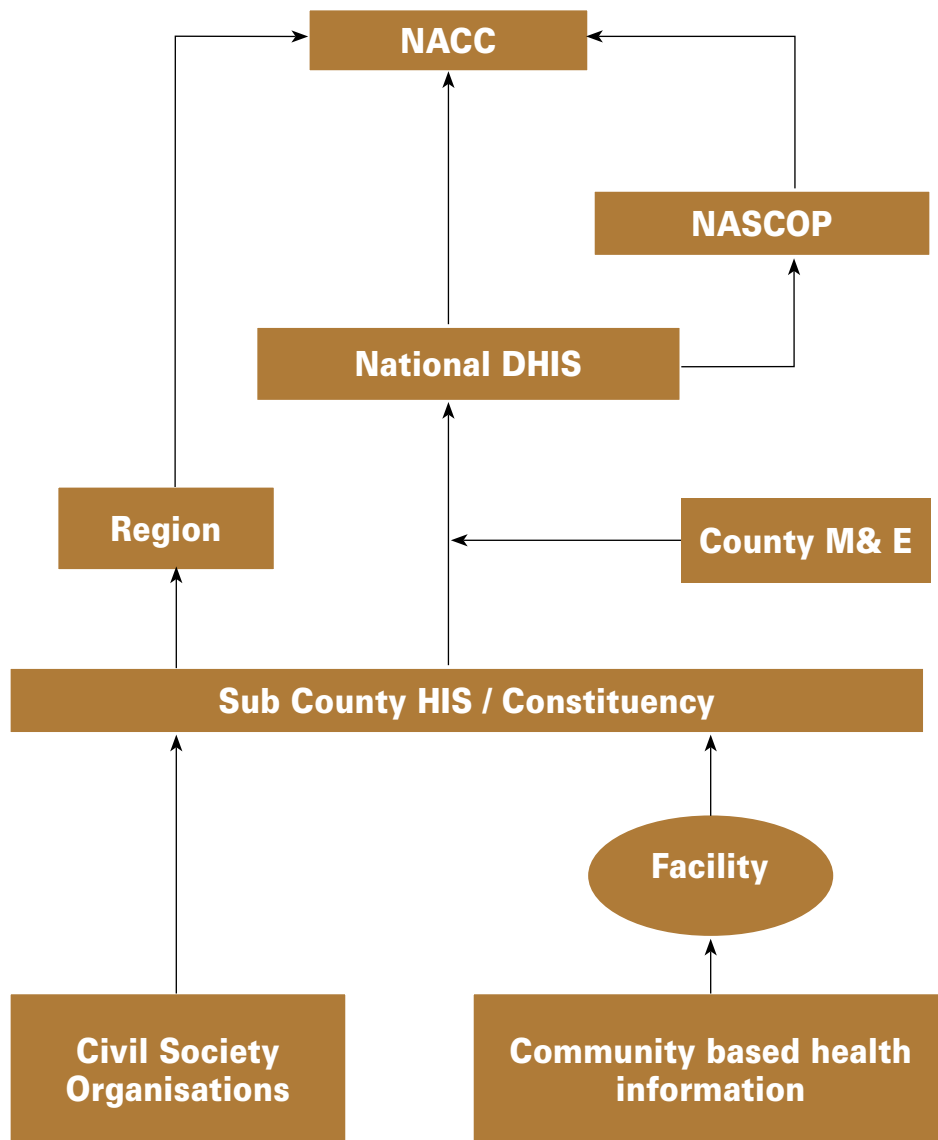 NACC
NASCOP
National DHIS
Region
County M& E
Sub County HIS / Constituency
Facility
Civil Society
Organisations
Community based health
information